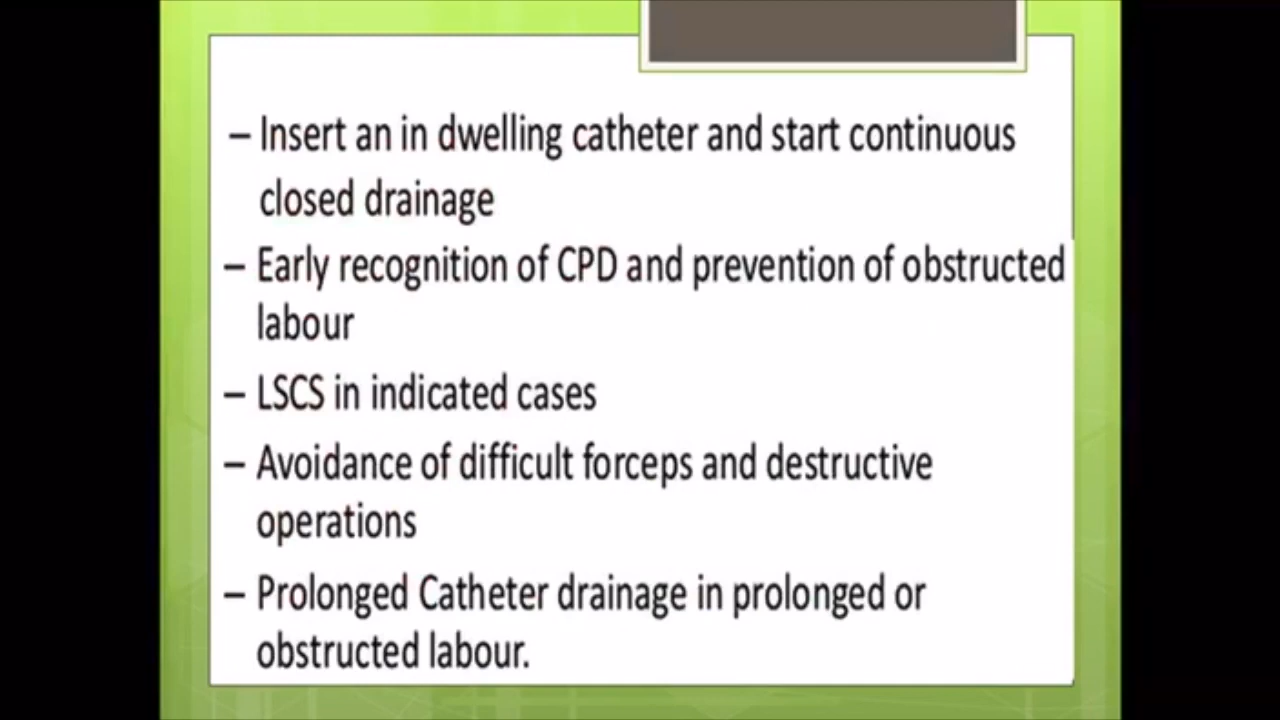 – Insert an in dwelling catheter and start continuous
closed drainage
– Early recognition of CPD and prevention of obstructed
labour
– LSCS in indicated cases
– Avoidance of difficult forceps and destructive
operations
– Prolonged Catheter drainage in prolonged or
obstructed labour.